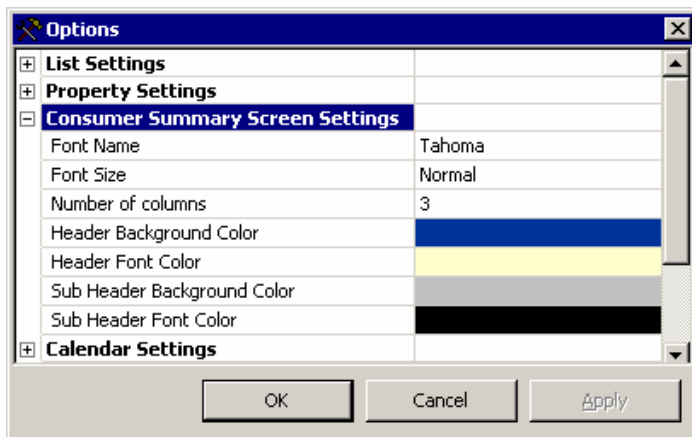 Options
List Settings
Property Settings
Consumer Summary Screen Settings
Font Name Tahoma
Font Size Normal
Number of columns 3
Header Background Color
Header Font Color
Sub Header Background Color
Sub Header Font Color
Calendar Settings
OK Cancel Apply